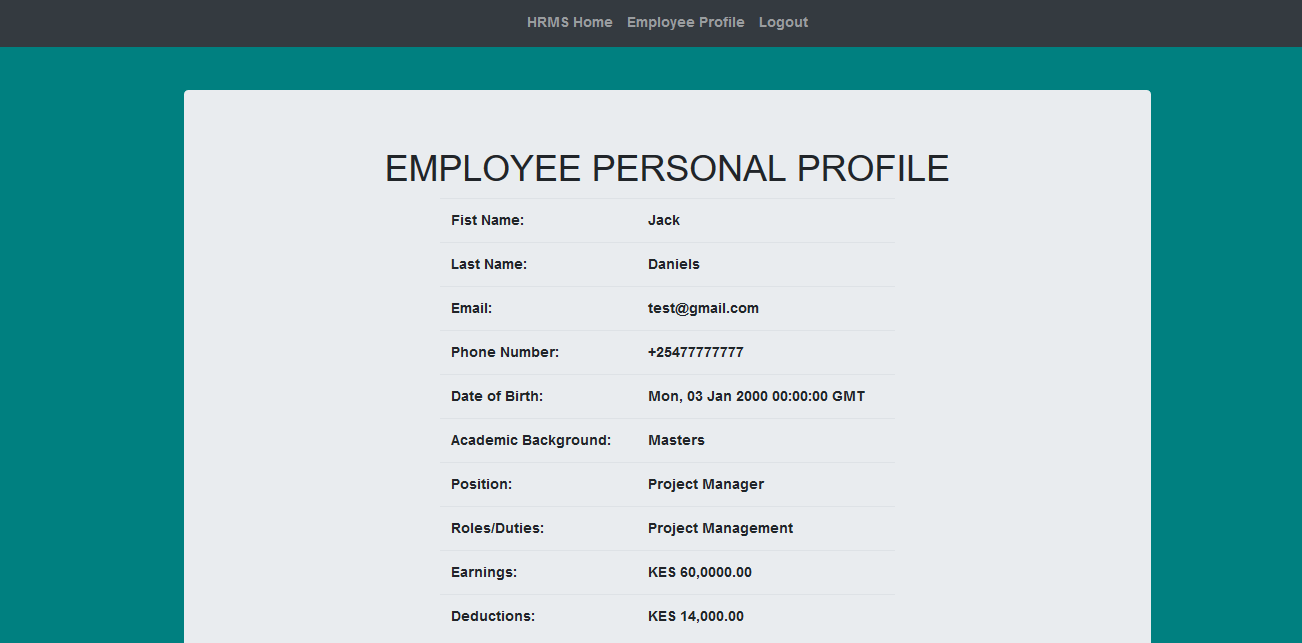 HRMS Home Employee Profile Logout
EMPLOYEE PERSONAL PROFILE
Fist Name: Jack
Last Name: Daniels
Email: test@gmail.com
Phone Number: +25477777777
Date of Birth: Mon, 03 Jan 2000 00:00:00 GMT
Academic Background: Masters
Position: Project Manager
Roles/Duties: Project Management
Earnings: KES 60,0000.00
Deductions: KES 14,000.00